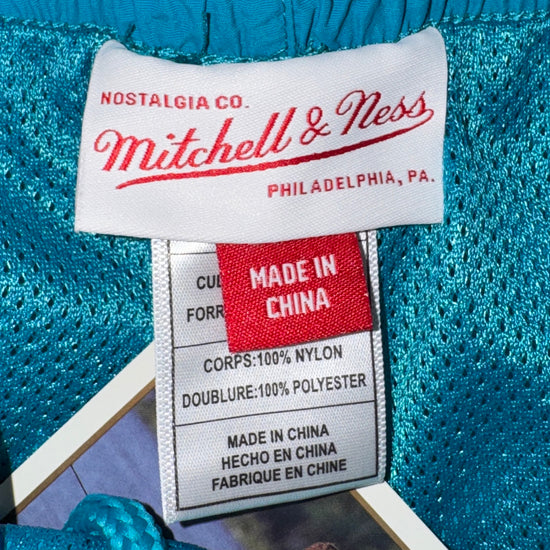 NOSTALGIA CO.
Mitchell & Ness
PHILADELPHIA, PA.
MADE IN
CHINA
CORPS:100% NYLON
DOUBLURE:100% POLYESTER
MADE IN CHINA
HECHO EN CHINA
FABRIQUE EN CHINE